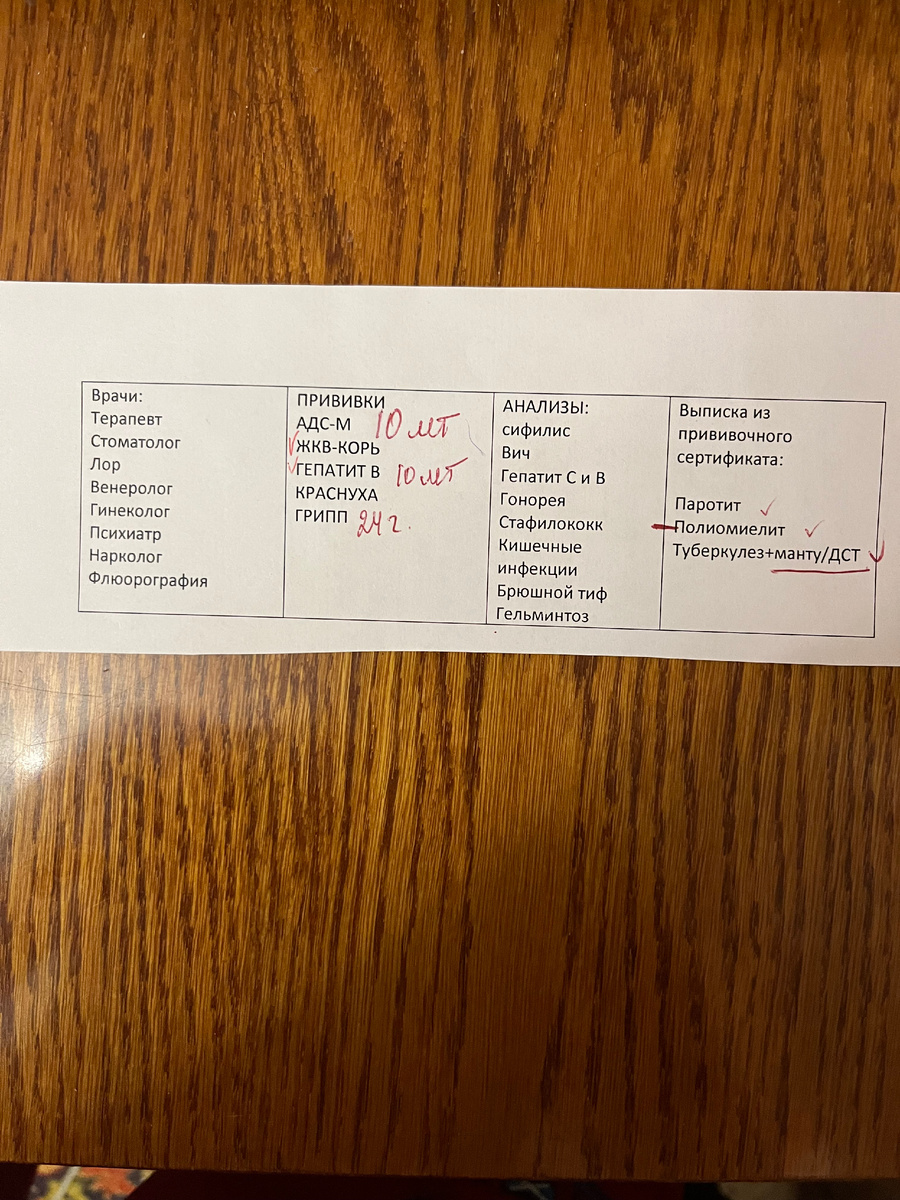 Врачи:
Терапевт
Стоматолог
Лор
Венеролог
Гинеколог
Психиатр
Нарколог
Флюорография
ПРИВИВКИ
АДС-М 10 лет
ЖКВ-КОРЬ
ГЕПАТИТ В 10 лет
КРАСНУХА
ГРИПП 24 г.
АНАЛИЗЫ:
сифилис
Вич
Гепатит С и В
Гонорея
Стафилококк
Кишечные
инфекции
Брюшной тиф
Гельминтоз
Выписка из
прививочного
сертификата:
Паротит
Полиомиелит
Туберкулез+манту/ДСТ